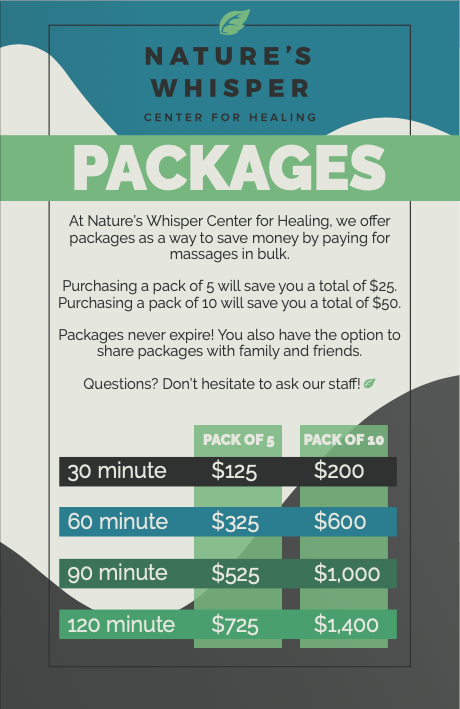 NATURE'S
WHISPER
CENTER FOR HEALING
PACKAGES
At Nature's Whisper Center for Healing, we offer
packages as a way to save money by paying for
massages in bulk.
Purchasing a pack of 5 will save you a total of $25.
Purchasing a pack of 10 will save you a total of $50.
Packages never expire! You also have the option to
share packages with family and friends.
Questions? Don't hesitate to ask our staff!
PACK OF 5 PACK OF 10
30 minute $125 $200
60 minute $325 $600
90 minute $525 $1,000
120 minute $725 $1,400